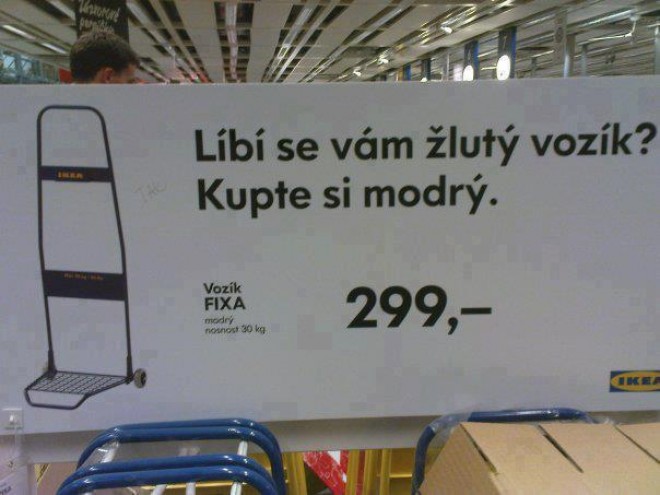 Líbí se vám žlutý vozík?
Kupte si modrý.
Vozík
FIXA
modrý
nosnost 30 kg
299,–
IKEA
IKEA